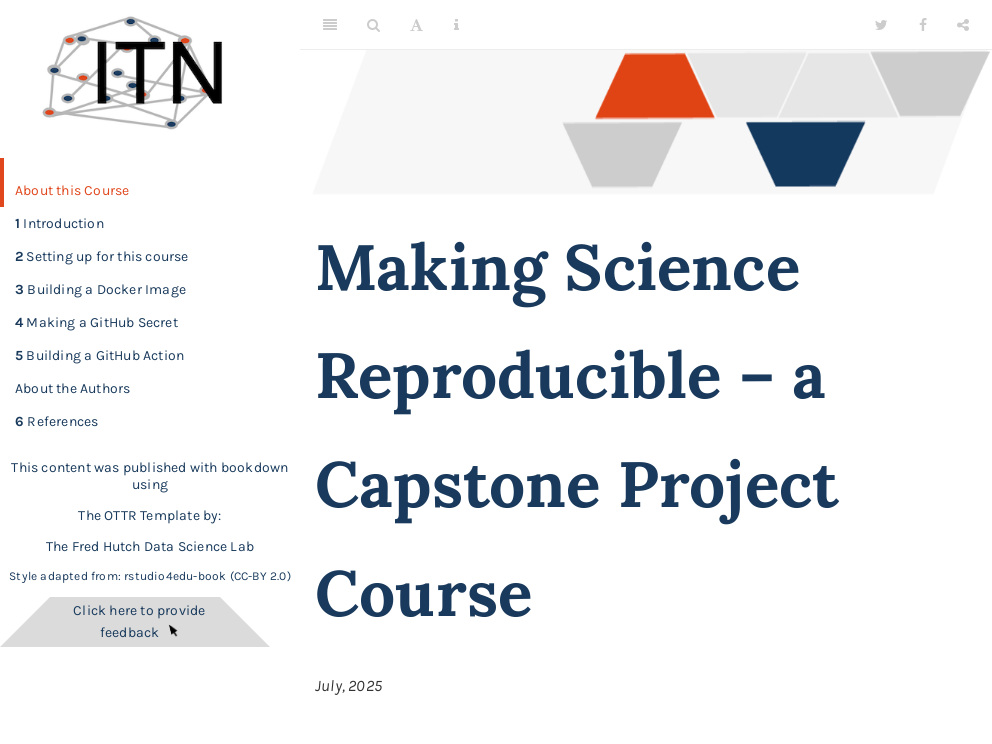 ITN
About this Course
1 Introduction
2 Setting up for this course
3 Building a Docker Image
4 Making a GitHub Secret
5 Building a GitHub Action
About the Authors
6 References
This content was published with bookdown
using
The OTTR Template by:
The Fred Hutch Data Science Lab
Style adapted from: rstudio4edu-book (CC-BY 2.0)
Click here to provide
feedback
A
i
Making Science
Reproducible – a
Capstone Project
Course
July, 2025